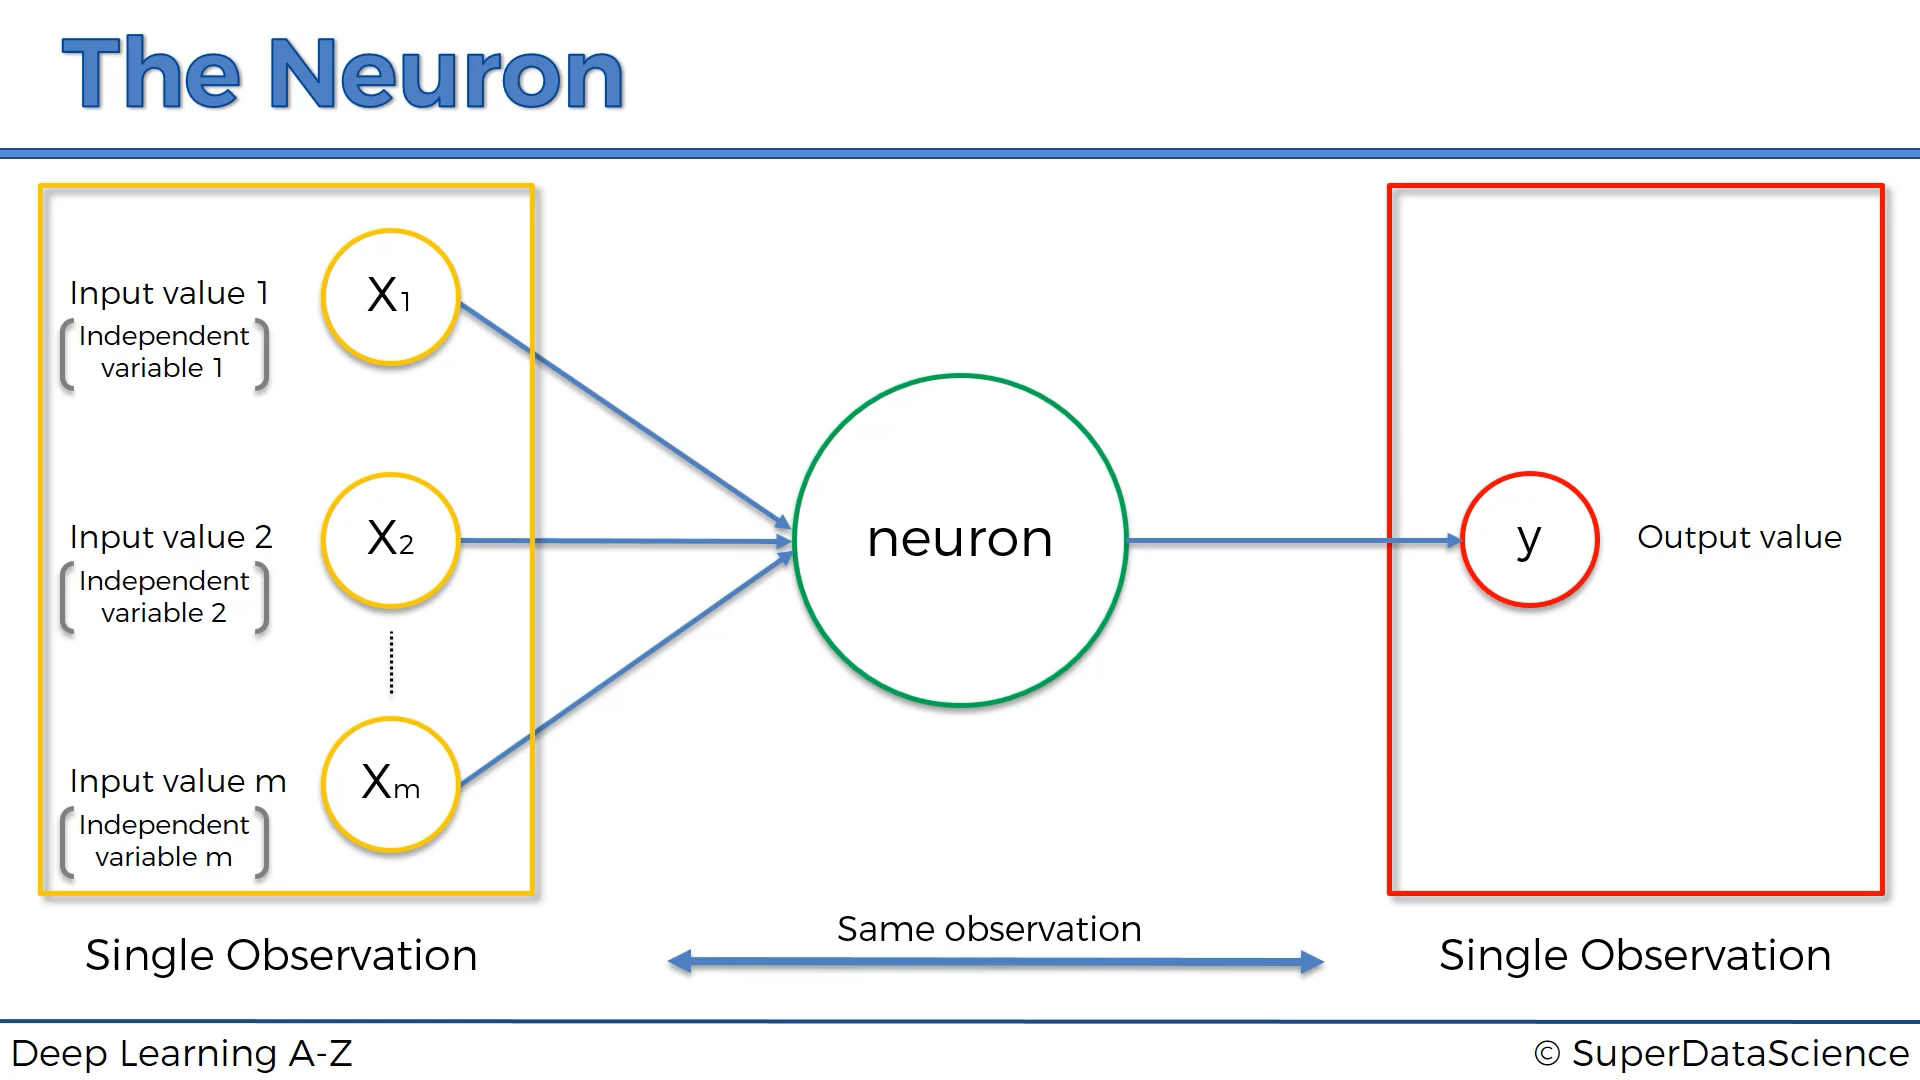 The Neuron
Input value 1
Independent
variable 1
X1
Input value 2
Independent
variable 2
X2
Input value m
Independent
variable m
Xm
neuron
y
Output value
Single Observation
Same observation
Single Observation
Deep Learning A-Z
© SuperDataScience